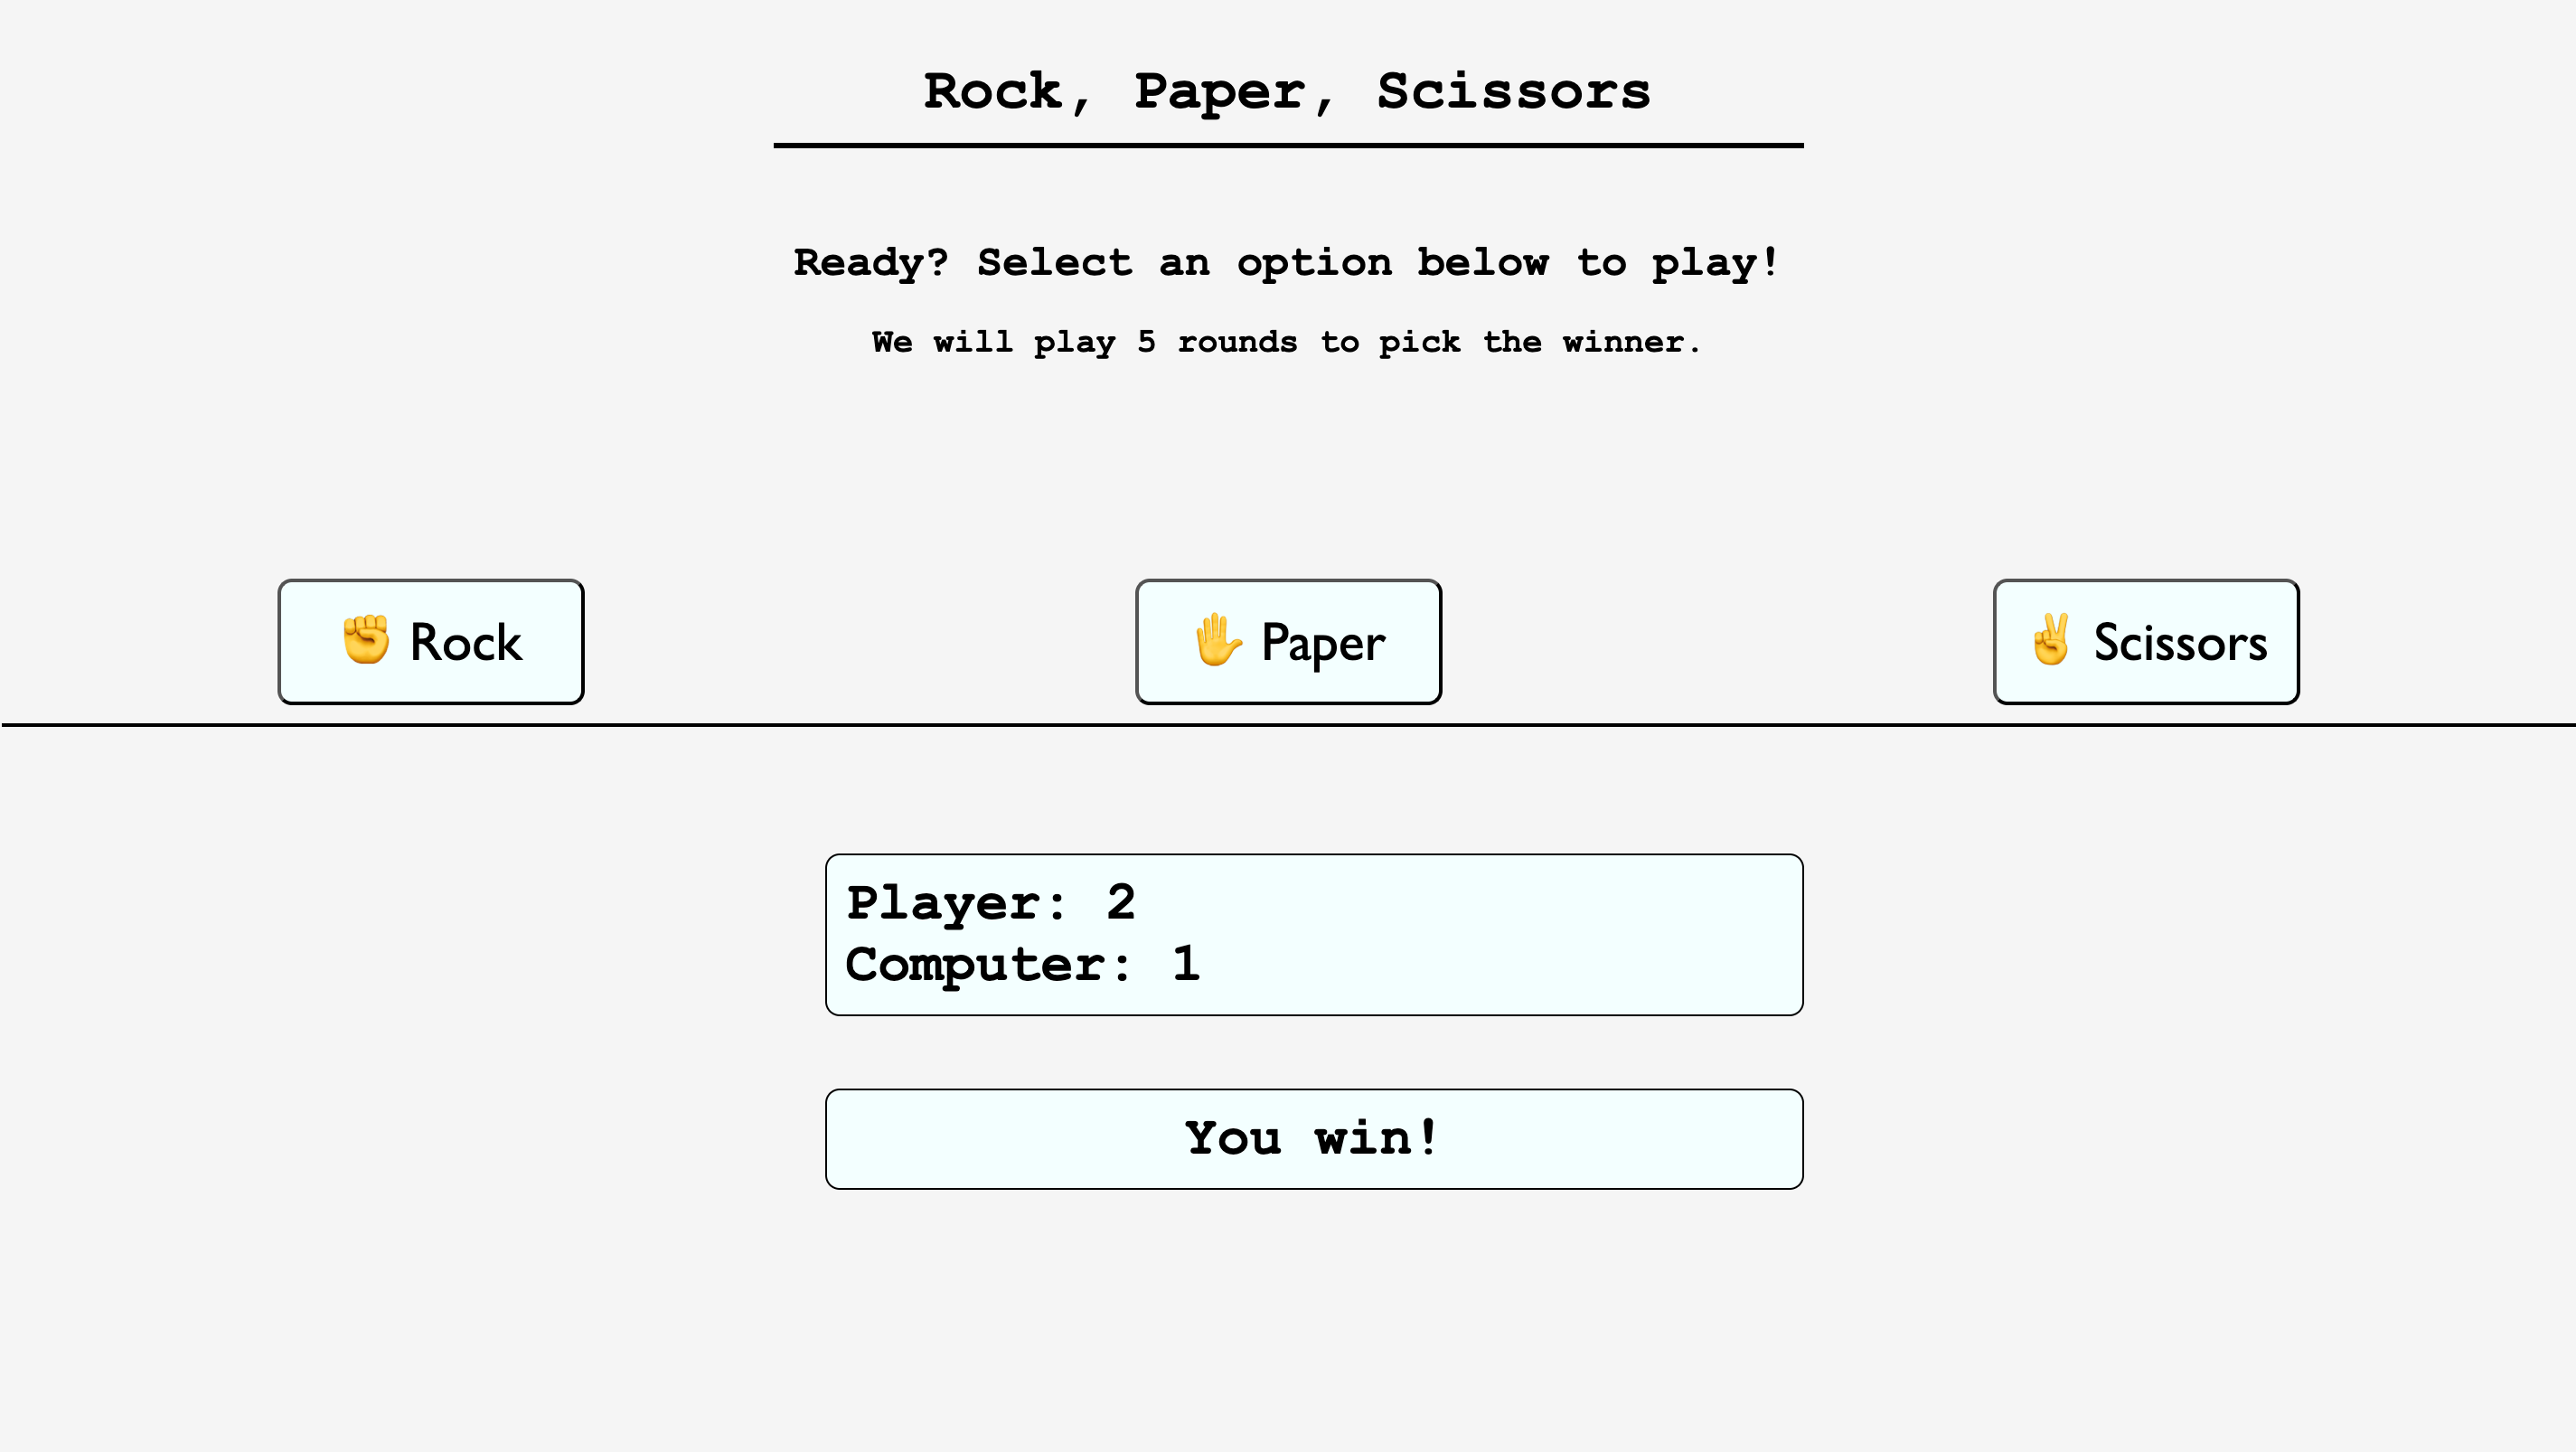 Rock, Paper, Scissors
Ready? Select an option below to play!
We will play 5 rounds to pick the winner.
✊ Rock
✋ Paper
✌️ Scissors
Player: 2
Computer: 1
You win!